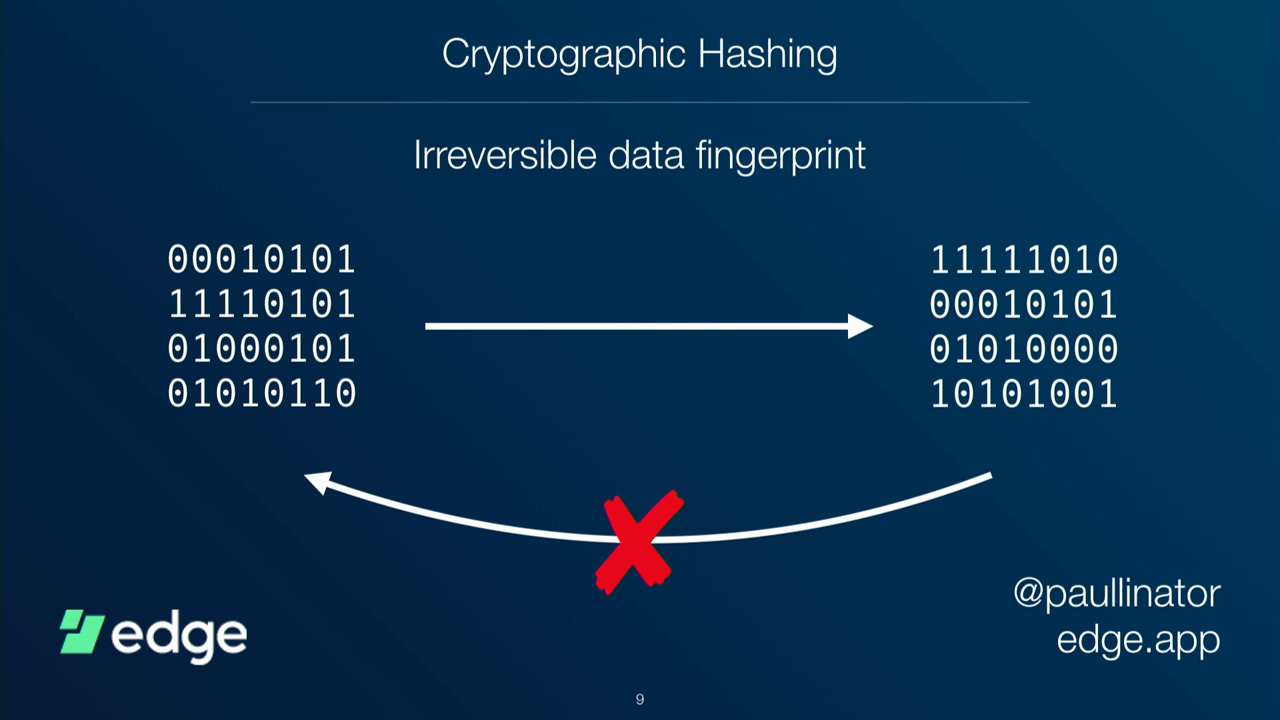 Cryptographic Hashing
Irreversible data fingerprint
00010101
11110101
01000101
01010110
11111010
00010101
01010000
10101001
edge
@paullinator
edge.app
9